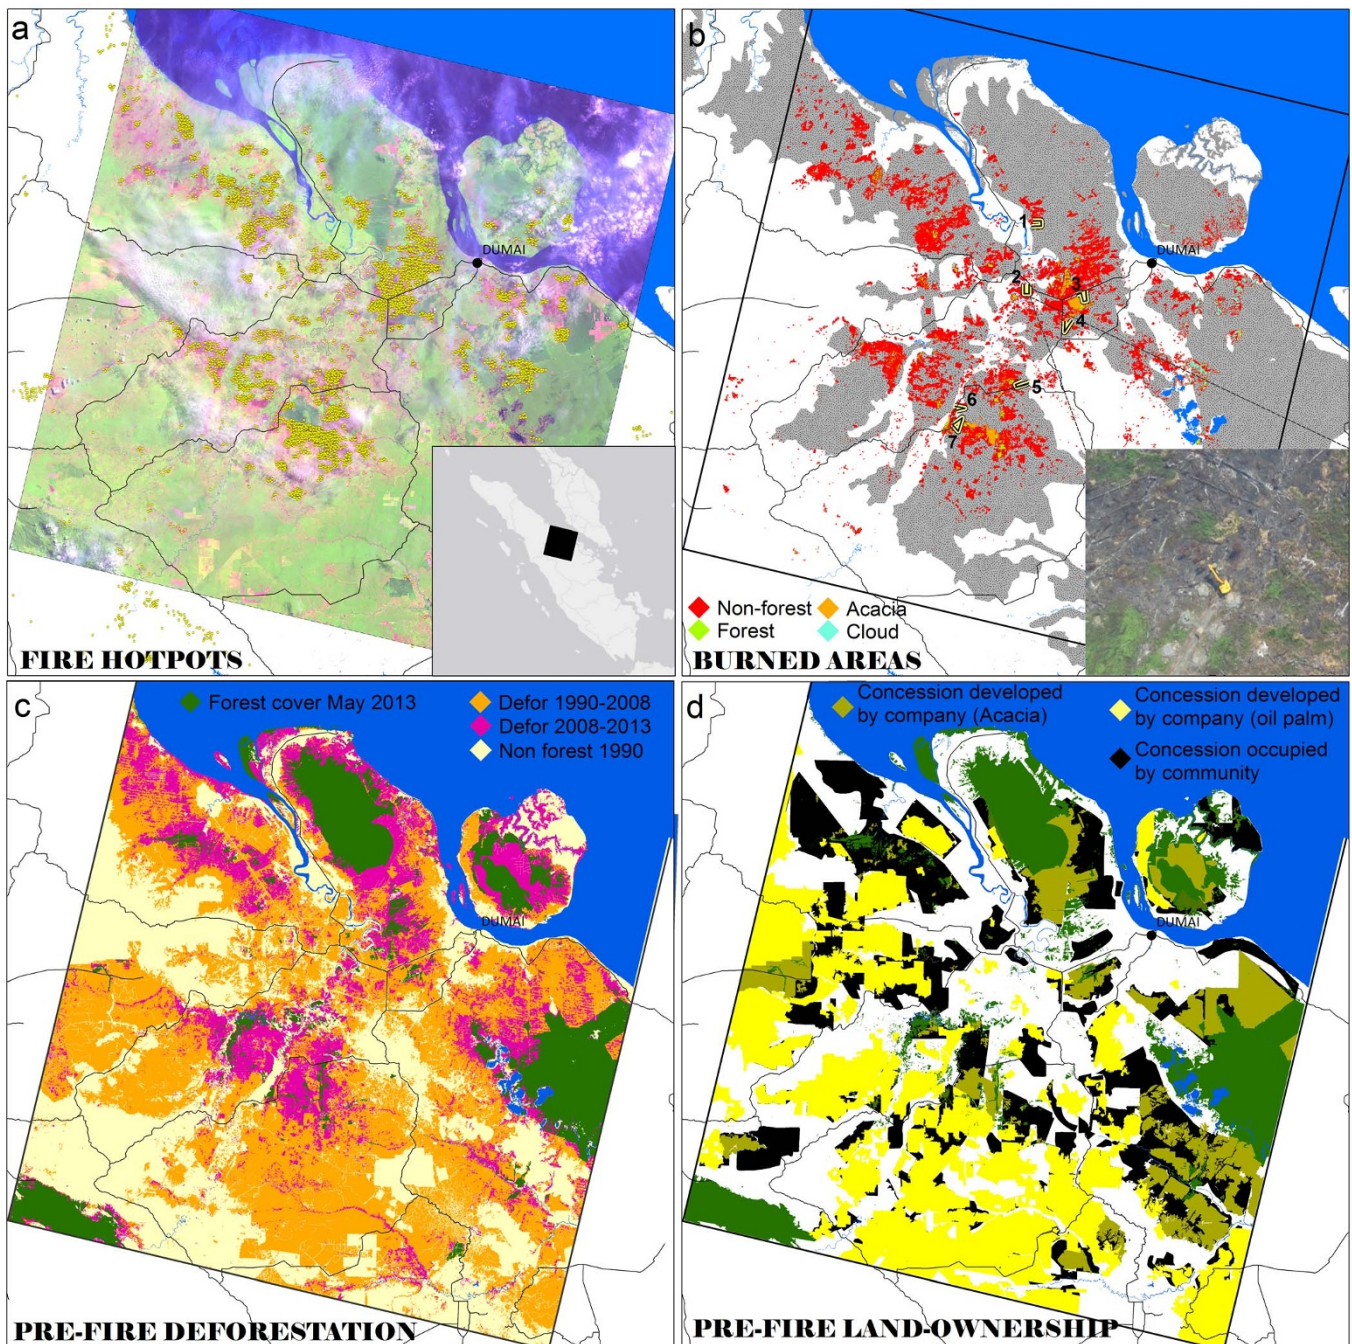 a
DUMAI
FIRE HOTPOTS
b
DUMAI
1
2
3
4
5
6
7
Non-forest
Acacia
Forest
Cloud
BURNED AREAS
c
Forest cover May 2013
Defor 1990-2008
Defor 2008-2013
Non forest 1990
DUMAI
PRE-FIRE DEFORESTATION
d
Concession developed
by company (Acacia)
Concession developed
by company (oil palm)
Concession occupied
by community
DUMAI
PRE-FIRE LAND-OWNERSHIP